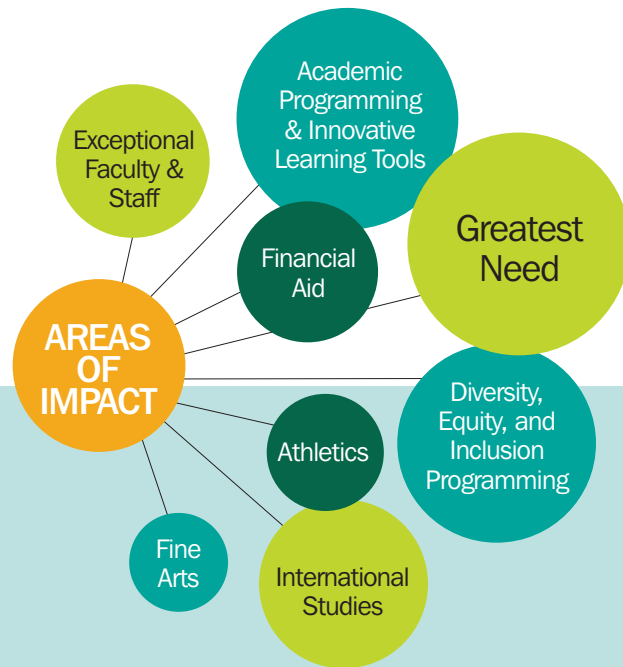 Academic
Programming
& Innovative
Learning Tools
Exceptional
Faculty &
Staff
Greatest
Need
Financial
Aid
AREAS
OF
IMPACT
Diversity,
Equity, and
Inclusion
Programming
Athletics
Fine
Arts
International
Studies